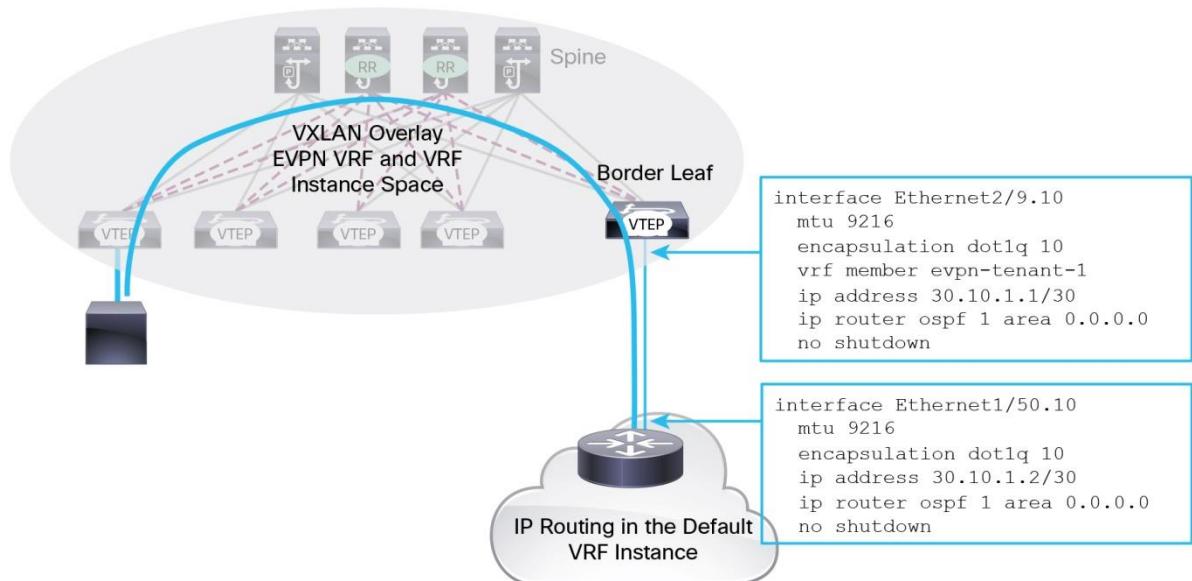 RR
RR
Spine
P
P
VXLAN Overlay
EVPN VRF and VRF
Instance Space
Border Leaf
VTEP
VTEP
VTEP
VTEP
VTEP
interface Ethernet2/9.10
mtu 9216
encapsulation dot1q 10
vrf member evpn-tenant-1
ip address 30.10.1.1/30
ip router ospf 1 area 0.0.0.0
no shutdown
interface Ethernet1/50.10
mtu 9216
encapsulation dot1q 10
ip address 30.10.1.2/30
ip router ospf 1 area 0.0.0.0
no shutdown
IP Routing in the Default
VRF Instance